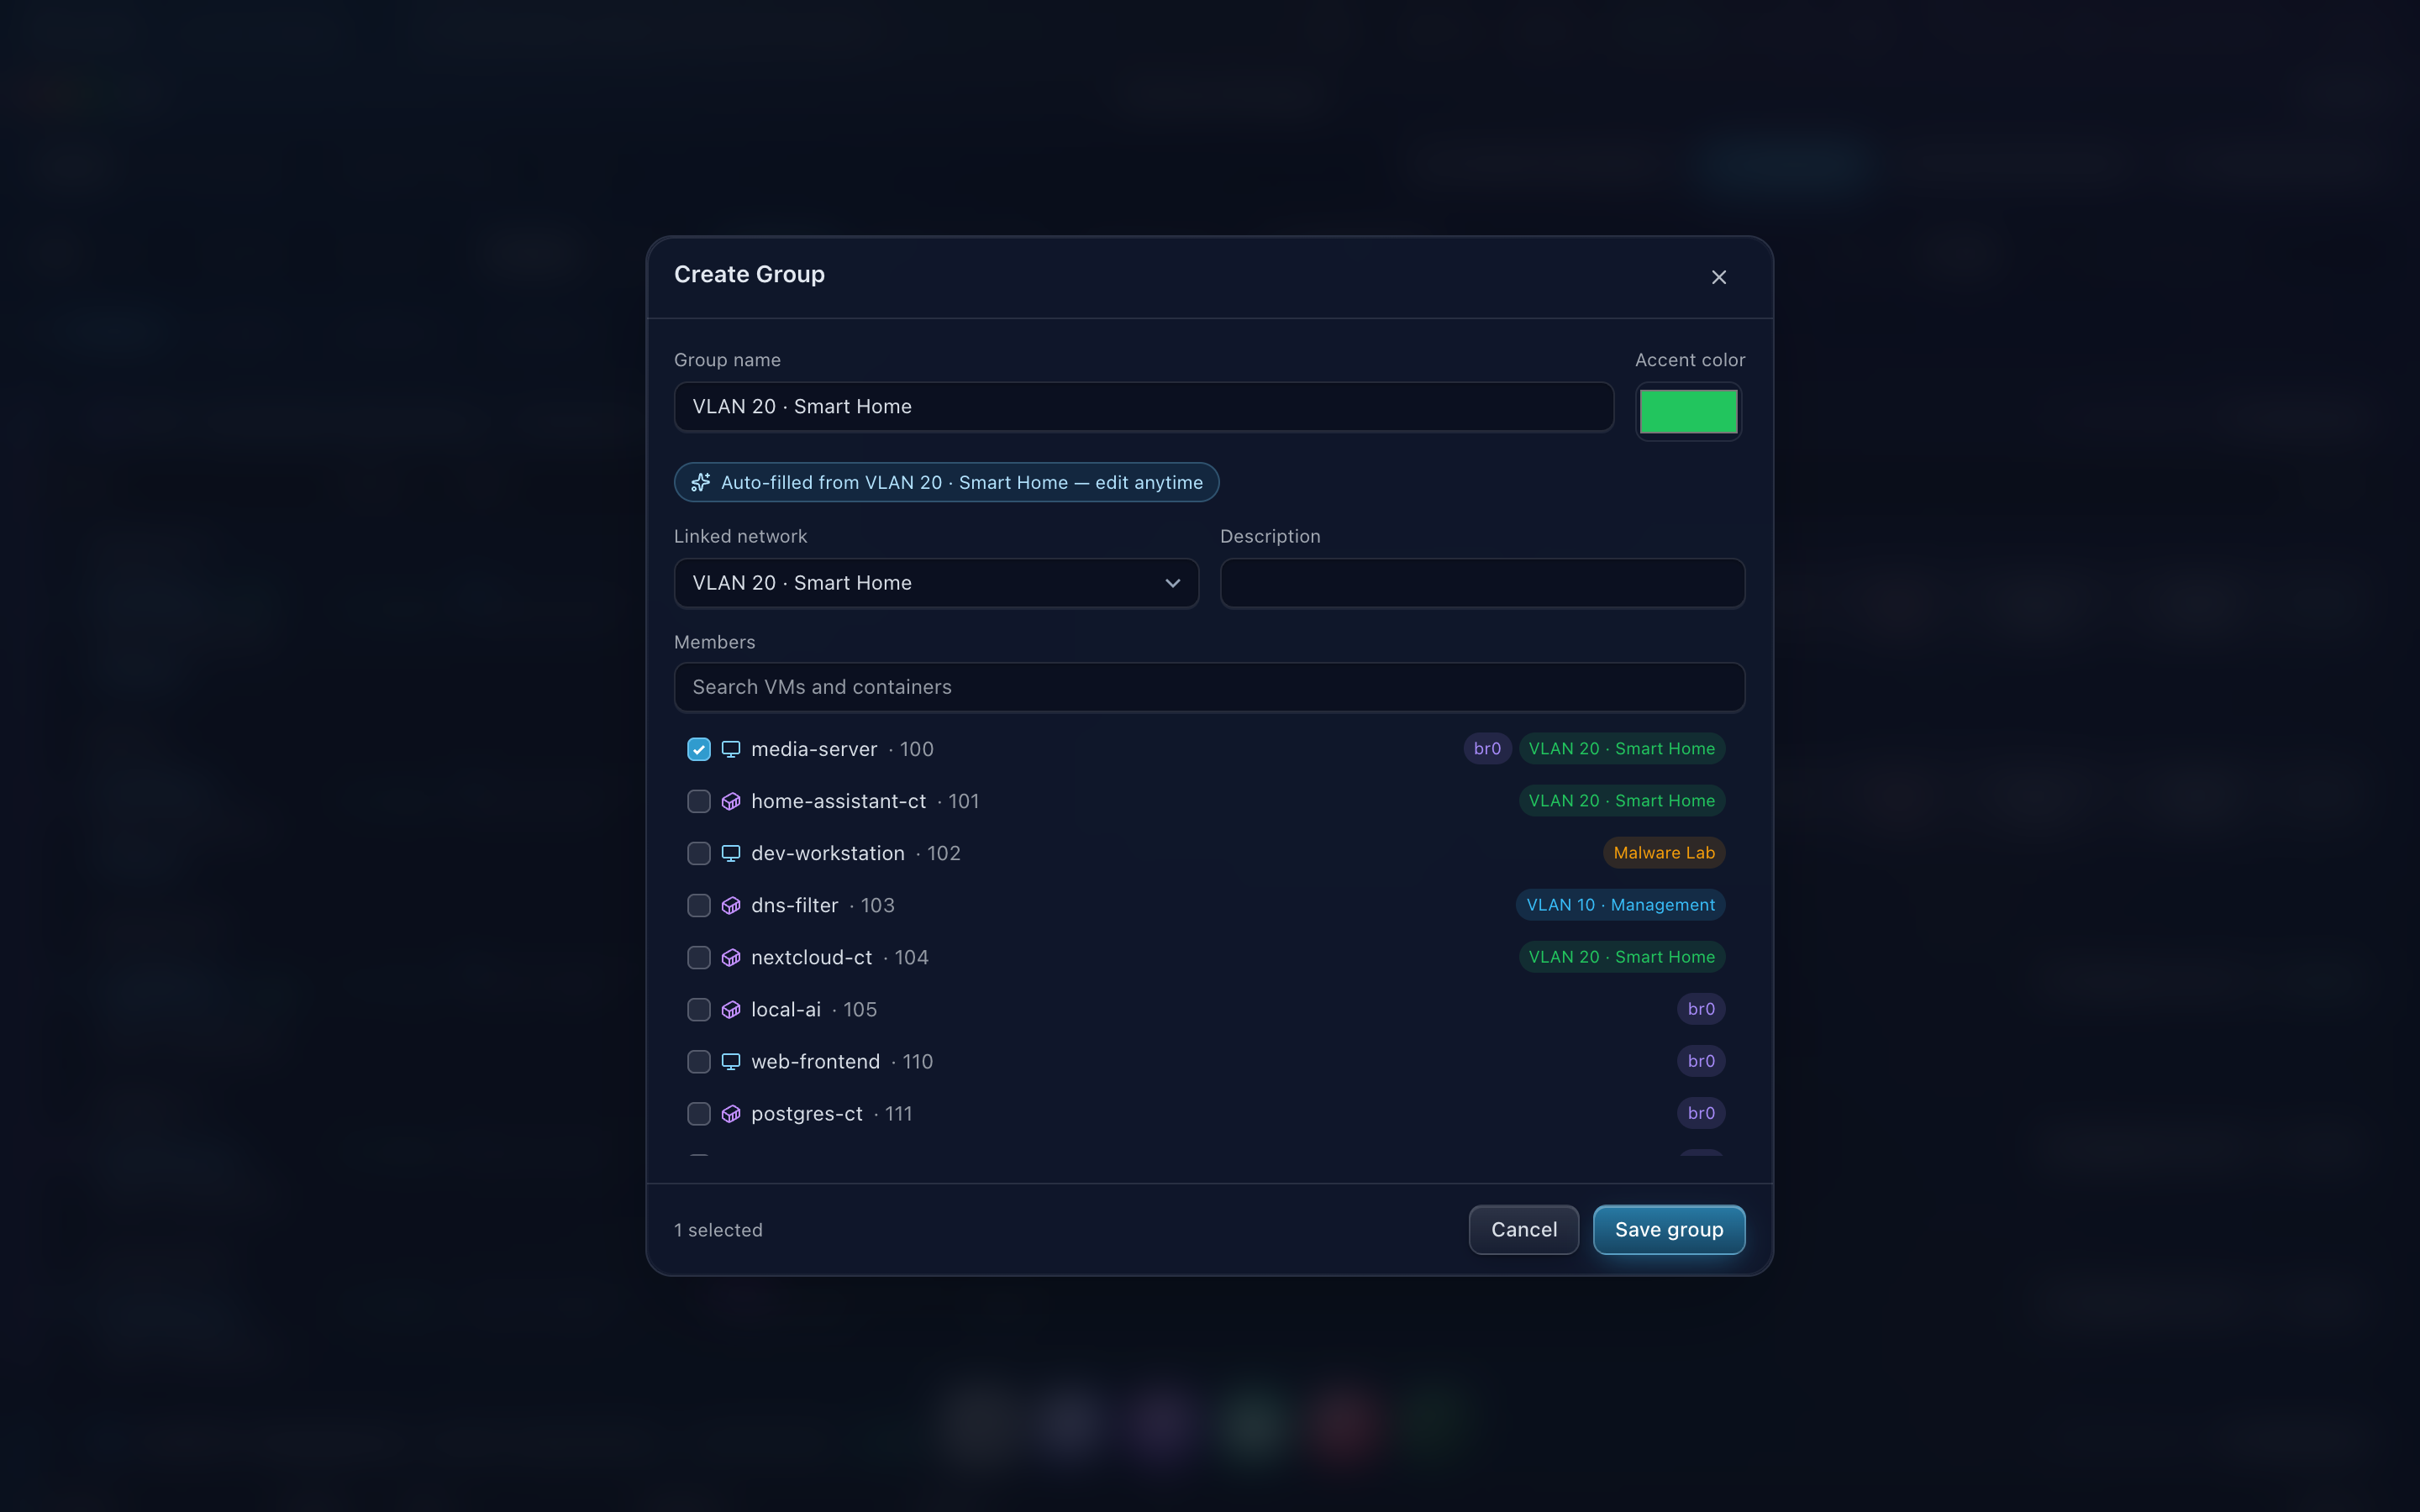 Create Group
Group name
Accent color
VLAN 20 · Smart Home
Auto-filled from VLAN 20 · Smart Home — edit anytime
Linked network
Description
VLAN 20 · Smart Home
Members
Search VMs and containers
media-server · 100 br0 VLAN 20 · Smart Home
home-assistant-ct · 101 VLAN 20 · Smart Home
dev-workstation · 102 Malware Lab
dns-filter · 103 VLAN 10 · Management
nextcloud-ct · 104 VLAN 20 · Smart Home
local-ai · 105 br0
web-frontend · 110 br0
postgres-ct · 111 br0
1 selected
Cancel
Save group